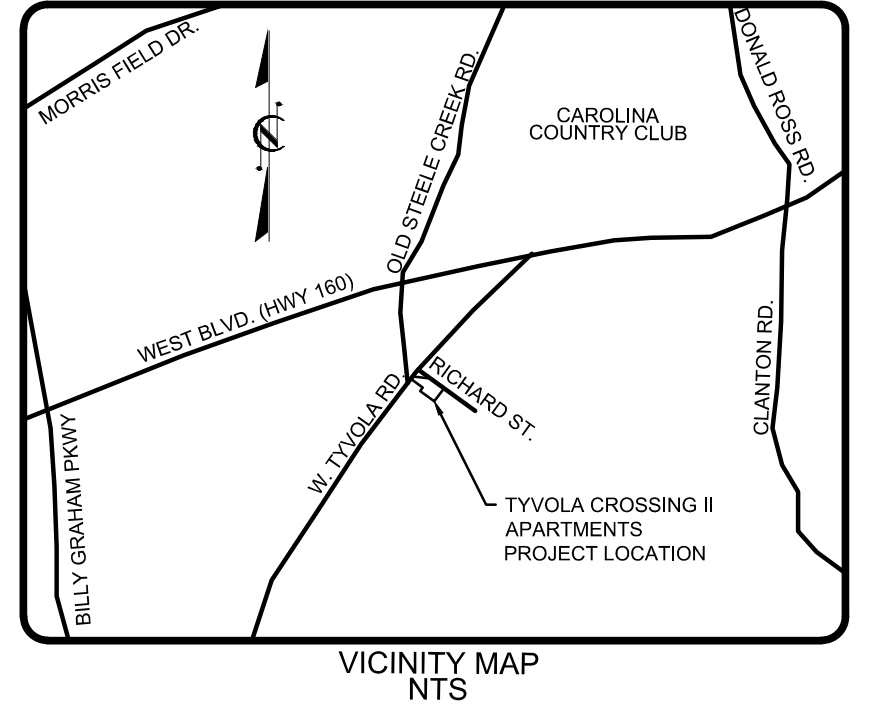 MORRIS FIELD DR.
OLD STEELE CREEK RD.
CAROLINA
COUNTRY CLUB
DONALD ROSS RD.
WEST BLVD. (HWY 160)
CLANTON RD.
RICHARD ST.
W. TYVOLA RD.
BILLY GRAHAM PKWY
TYVOLA CROSSING II
APARTMENTS
PROJECT LOCATION
VICINITY MAP
NTS